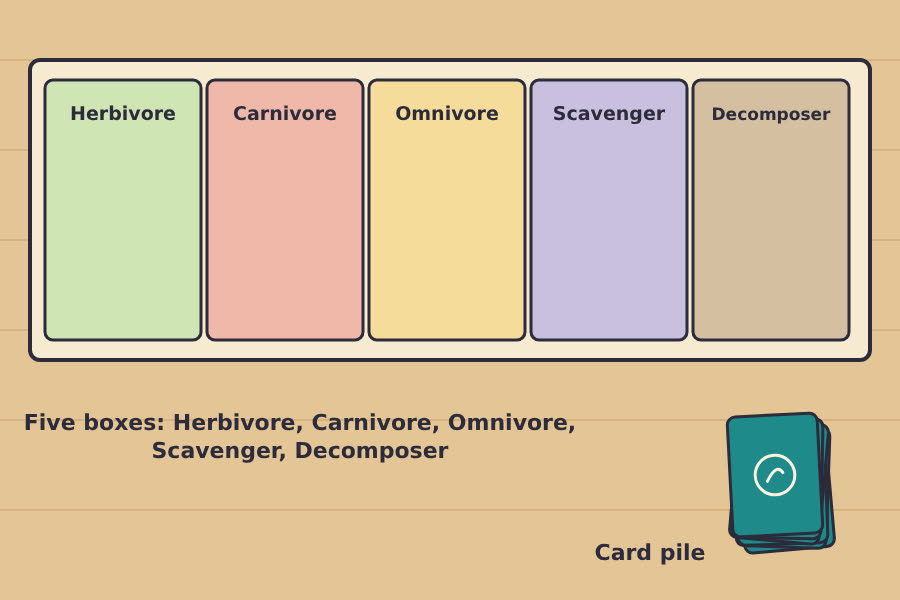 Herbivore
Carnivore
Omnivore
Scavenger
Decomposer
Five boxes: Herbivore, Carnivore, Omnivore,
Scavenger, Decomposer
Card pile